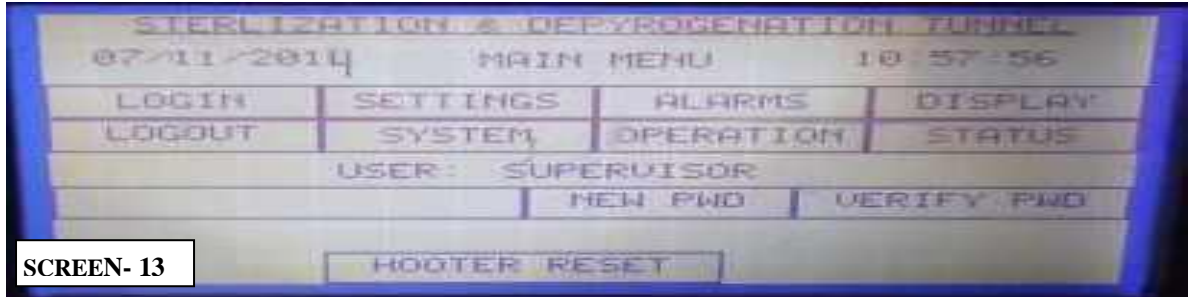 STERLIZATION & DEPYROGENATION TUNNEL
07/11/2014 MAIN MENU 10:57:56
LOGIN SETTINGS ALARMS DISPLAY
LOGOUT SYSTEM OPERATION STATUS
USER: SUPERVISOR
NEW PWD VERIFY PWD
HOOTER RESET
SCREEN- 13